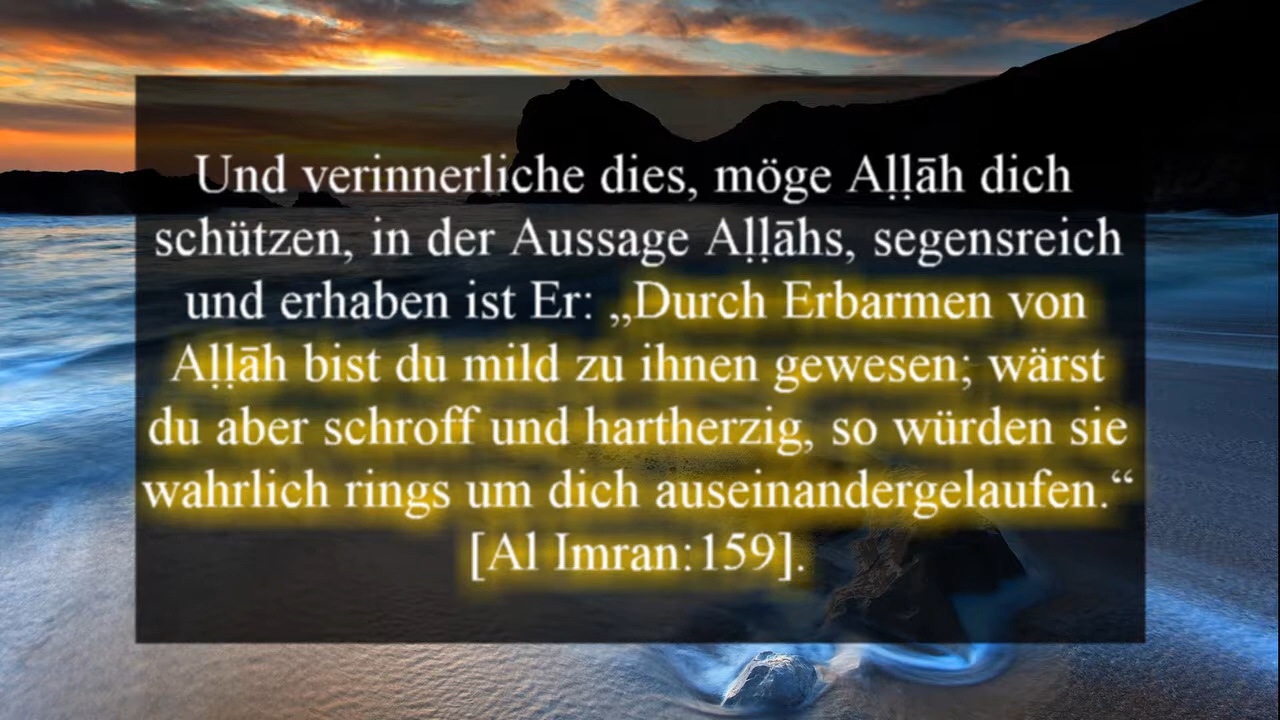 Und verinnerliche dies, möge Aḷḷāh dich
schützen, in der Aussage Aḷḷāhs, segensreich
und erhaben ist Er: „Durch Erbarmen von
Aḷḷāh bist du mild zu ihnen gewesen; wärst
du aber schroff und hartherzig, so würden sie
wahrlich rings um dich auseinandergelaufen.“
[Al Imran:159].